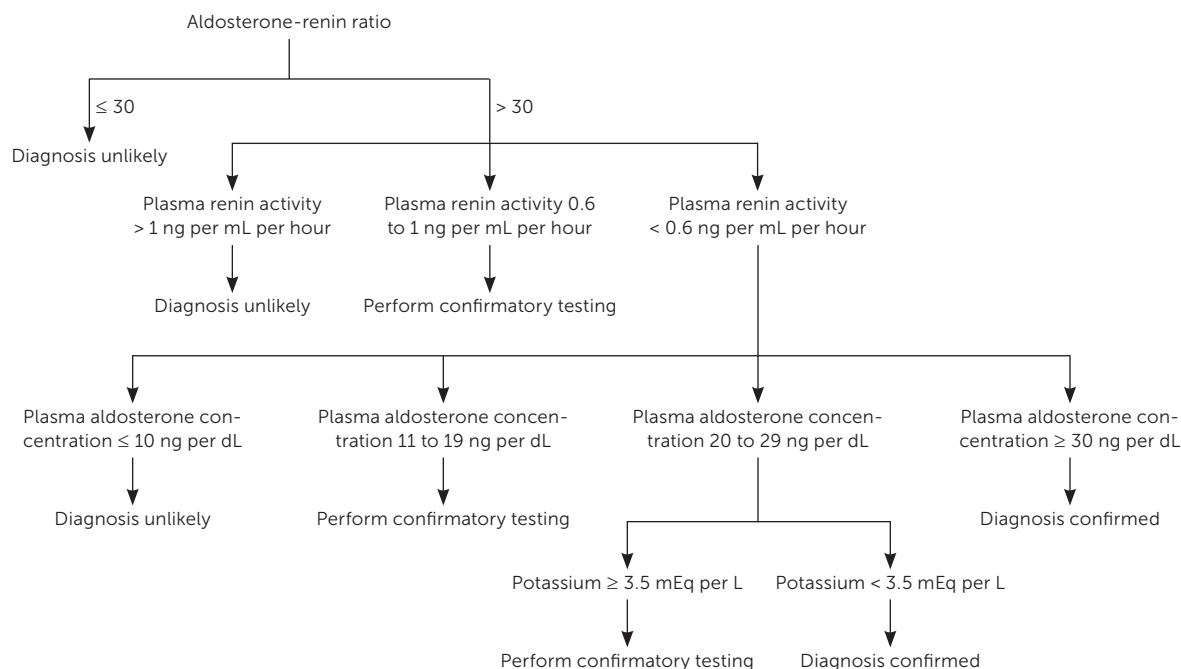 Aldosterone-renin ratio
≤ 30
> 30
Diagnosis unlikely
Plasma renin activity
> 1 ng per mL per hour
Plasma renin activity 0.6
to 1 ng per mL per hour
Plasma renin activity
< 0.6 ng per mL per hour
Diagnosis unlikely
Perform confirmatory testing
Plasma aldosterone con-
centration ≤ 10 ng per dL
Plasma aldosterone concen-
tration 11 to 19 ng per dL
Plasma aldosterone concen-
tration 20 to 29 ng per dL
Plasma aldosterone con-
centration ≥ 30 ng per dL
Diagnosis unlikely
Perform confirmatory testing
Diagnosis confirmed
Potassium ≥ 3.5 mEq per L
Potassium < 3.5 mEq per L
Perform confirmatory testing
Diagnosis confirmed